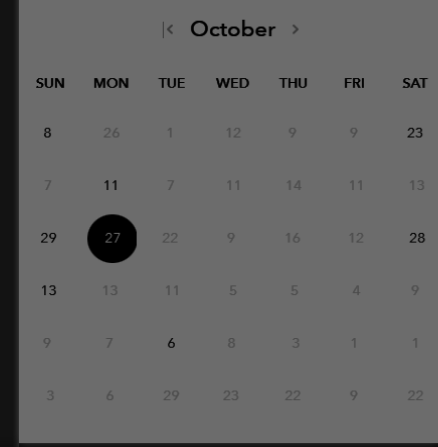 |< October >
SUN MON TUE WED THU FRI SAT
8 26 1 12 9 9 23
7 11 7 11 14 11 13
29 27 22 9 16 12 28
13 13 11 5 5 4 9
9 7 6 8 3 1 1
3 6 29 23 22 9 22